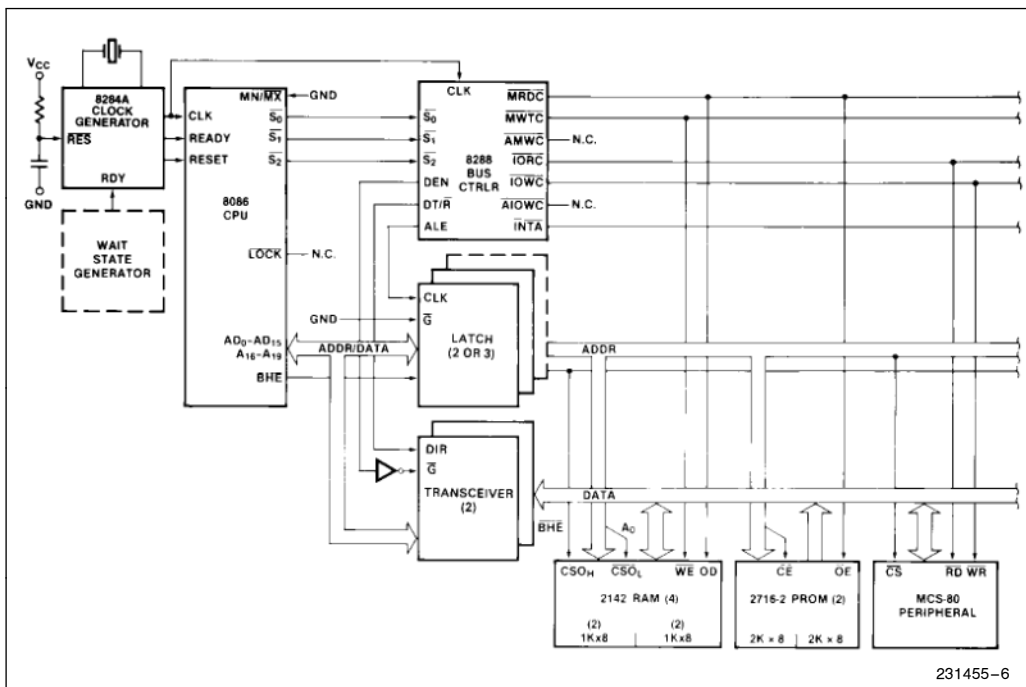 VCC
8284A
CLOCK
GENERATOR
RES
RDY
GND
WAIT
STATE
GENERATOR
MN/MX
GND
CLK
READY
RESET
S0
S1
S2
8086
CPU
LOCK
N.C.
AD0-AD15
A16-A19
BHE
ADDR/DATA
CLK
S0
S1
S2
DEN
DT/R
ALE
8288
BUS
CTRLR
MRDC
MWTC
AMWC
N.C.
IORC
IOWC
AIOWC
N.C.
INTA
CLK
GND
G
LATCH
(2 OR 3)
ADDR
DIR
G
TRANSCEIVER
(2)
DATA
BHE
A0
CSOH
CSOL
WE OD
2142 RAM (4)
(2)
1Kx8
(2)
1Kx8
CE
OE
2716-2 PROM (2)
2K × 8
2K × 8
CS
RD WR
MCS-80
PERIPHERAL
231455–6